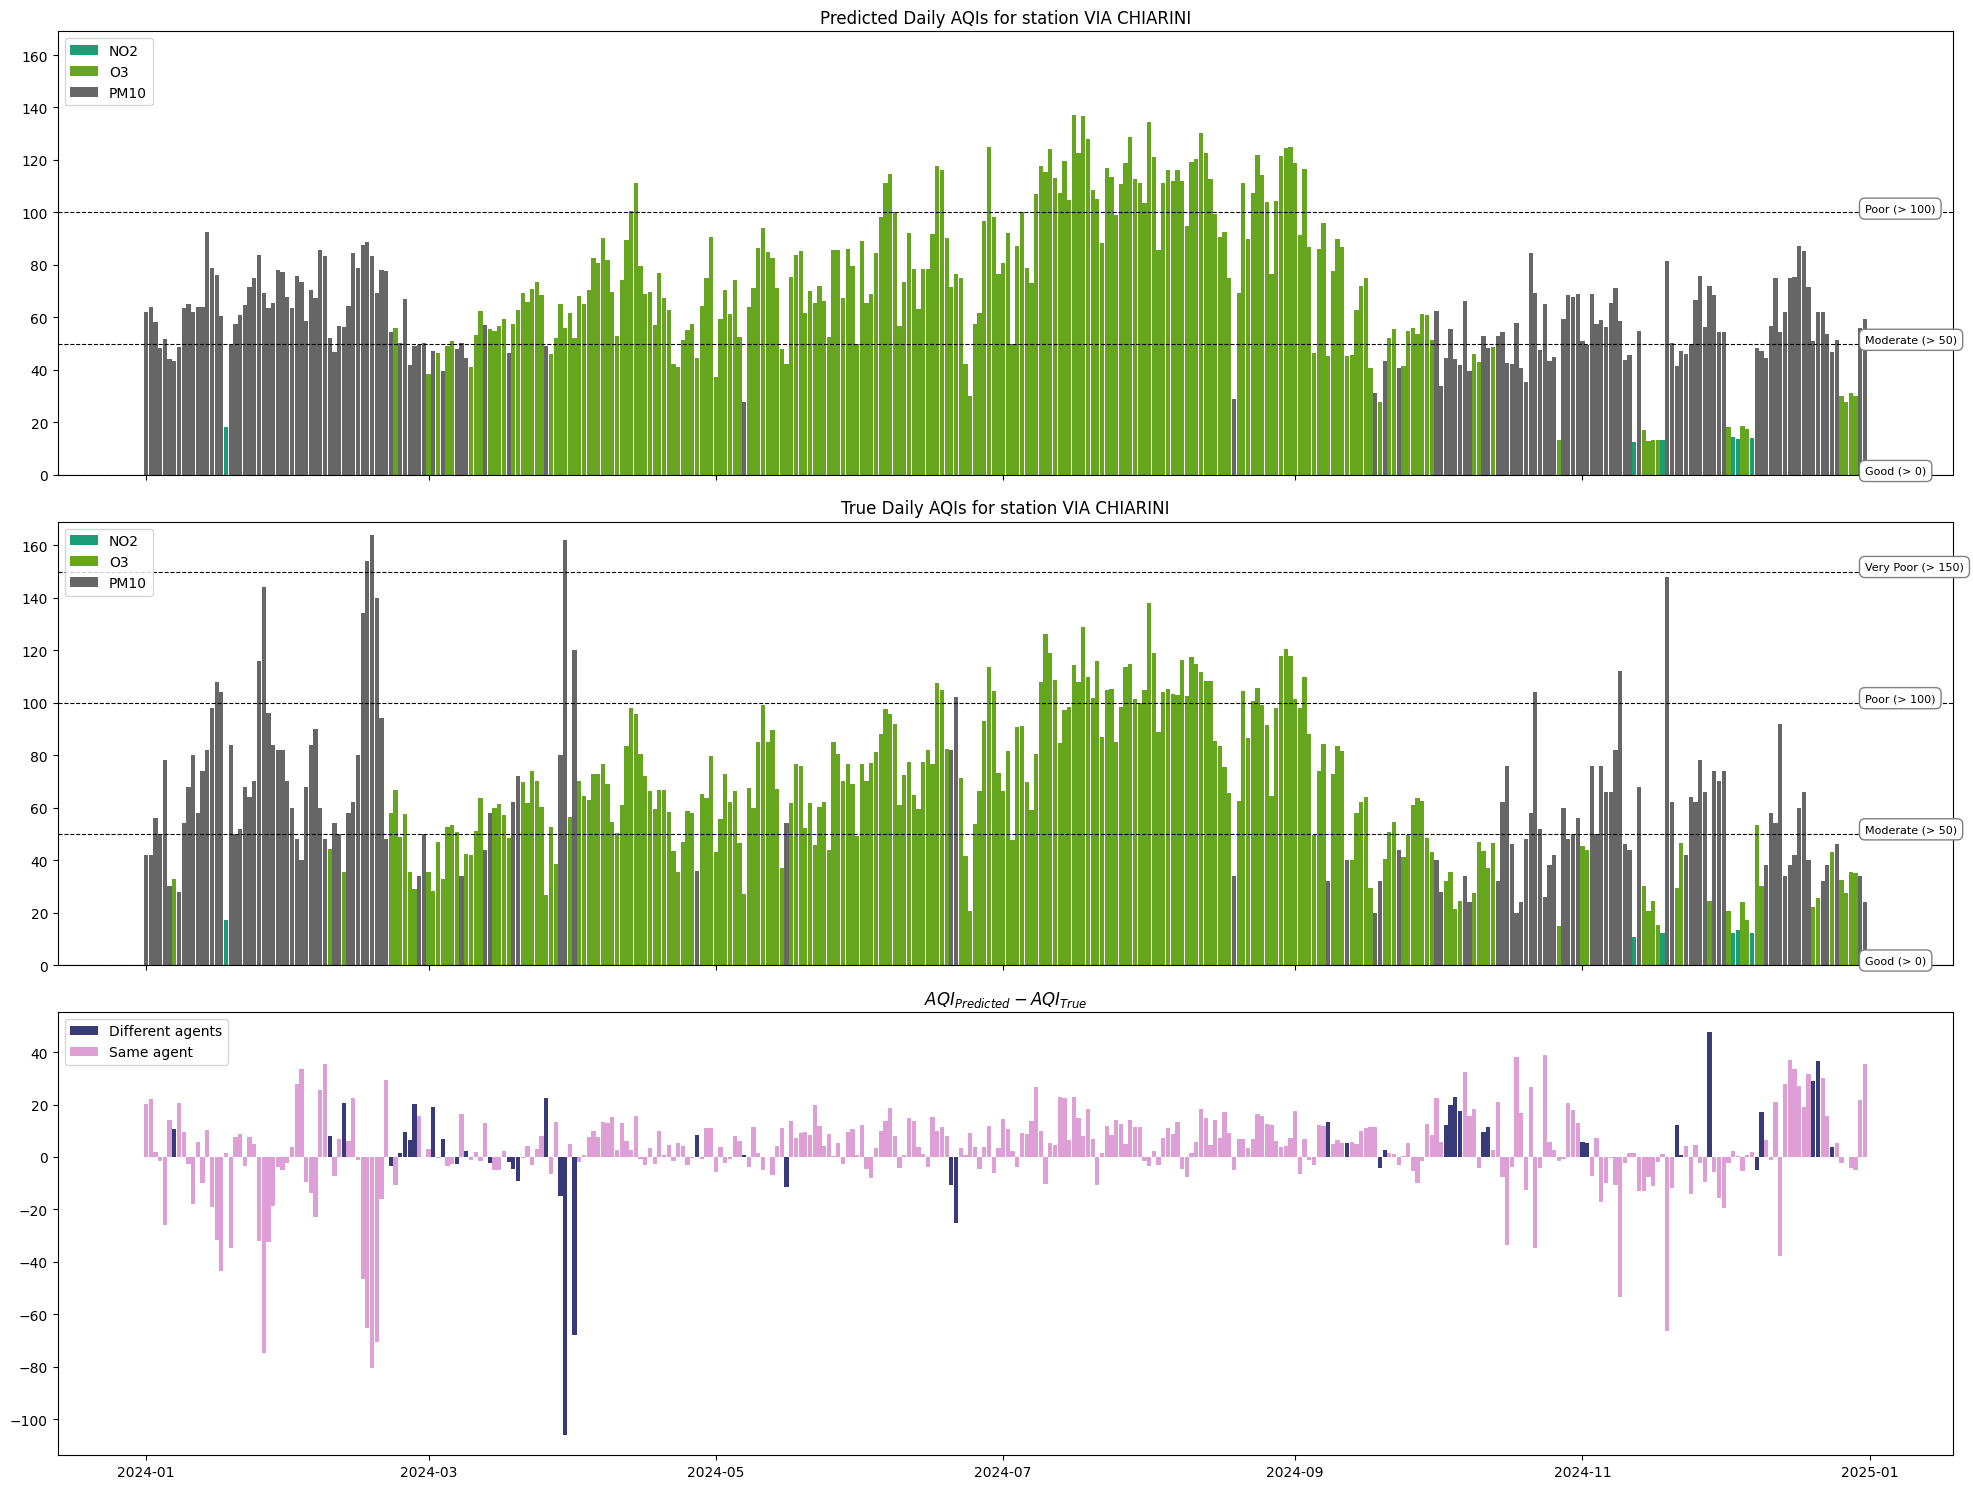 Predicted Daily AQIs for station VIA CHIARINI
160
140
120
100
80
60
40
20
0
NO2
O3
PM10
Poor (> 100)
Moderate (> 50)
Good (> 0)
True Daily AQIs for station VIA CHIARINI
160
140
120
100
80
60
40
20
0
NO2
O3
PM10
Very Poor (> 150)
Poor (> 100)
Moderate (> 50)
Good (> 0)
AQI_Predicted − AQI_True
40
20
0
−20
−40
−60
−80
−100
Different agents
Same agent
2024-01
2024-03
2024-05
2024-07
2024-09
2024-11
2025-01